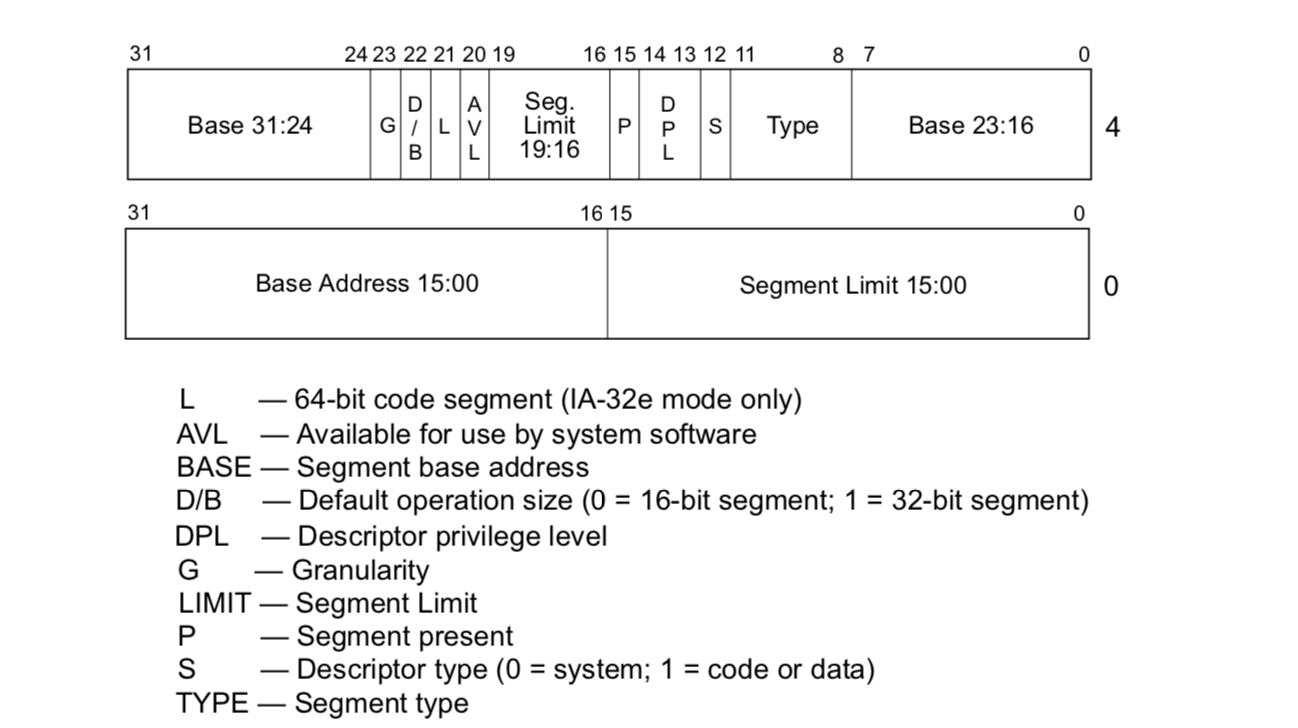 31 24 23 22 21 20 19 16 15 14 13 12 11 8 7 0
Base 31:24 G D/B L AVL Seg. Limit 19:16 P DPL S Type Base 23:16 4
31 16 15 0
Base Address 15:00 Segment Limit 15:00 0
L — 64-bit code segment (IA-32e mode only)
AVL — Available for use by system software
BASE — Segment base address
D/B — Default operation size (0 = 16-bit segment; 1 = 32-bit segment)
DPL — Descriptor privilege level
G — Granularity
LIMIT — Segment Limit
P — Segment present
S — Descriptor type (0 = system; 1 = code or data)
TYPE — Segment type